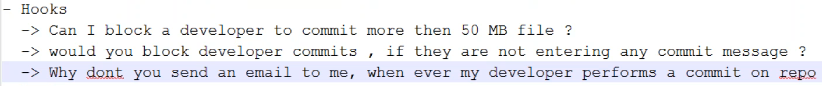 - Hooks
-> Can I block a developer to commit more then 50 MB file ?
-> would you block developer commits , if they are not entering any commit message ?
-> Why dont you send an email to me, when ever my developer performs a commit on repo